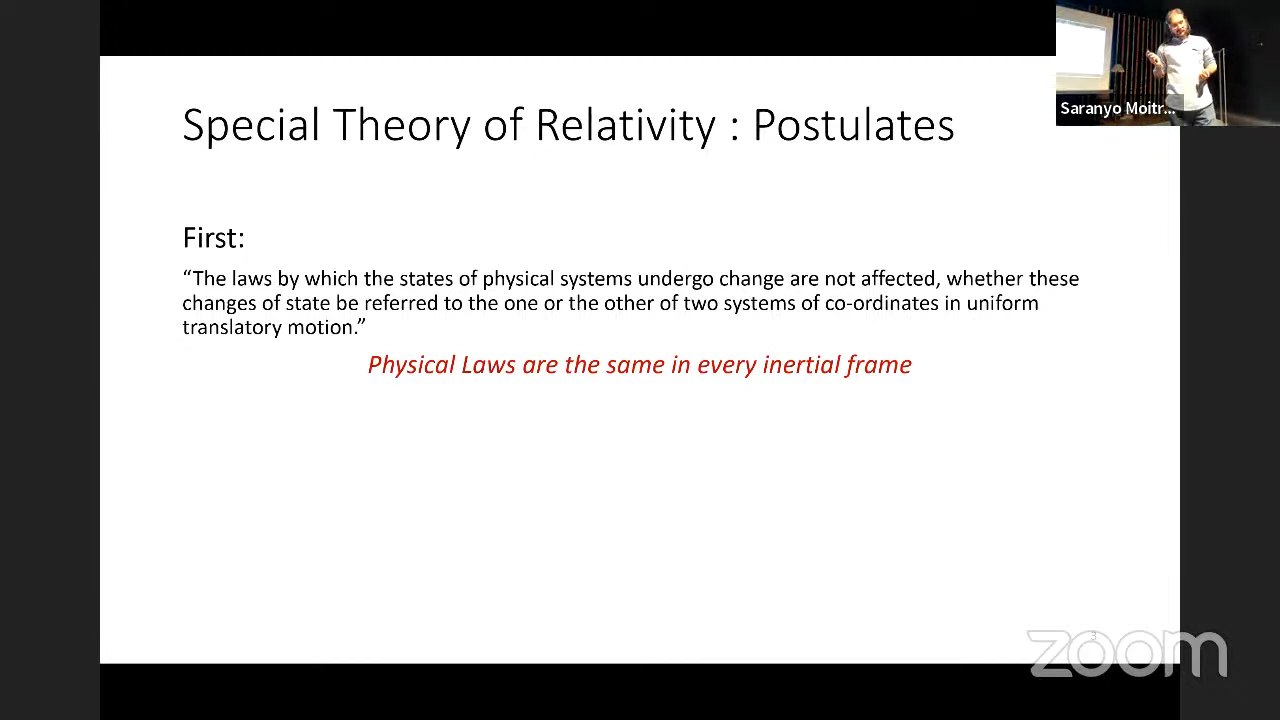 Special Theory of Relativity : Postulates
Saranyo Moitr...
First:
“The laws by which the states of physical systems undergo change are not affected, whether these
changes of state be referred to the one or the other of two systems of co-ordinates in uniform
translatory motion.”
Physical Laws are the same in every inertial frame
3
zoom